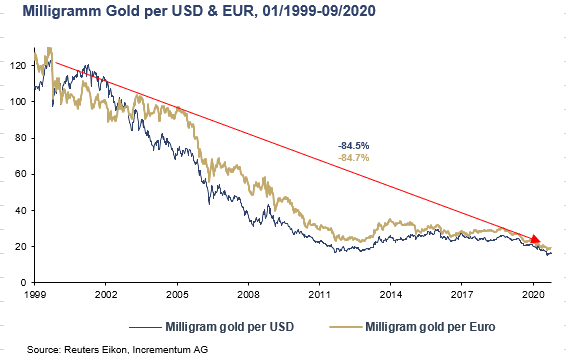 Milligramm Gold per USD & EUR, 01/1999-09/2020
120
100
80
60
40
20
0
-84.5%
-84.7%
1999 2002 2005 2008 2011 2014 2017 2020
Milligram gold per USD Milligram gold per Euro
Source: Reuters Eikon, Incrementum AG